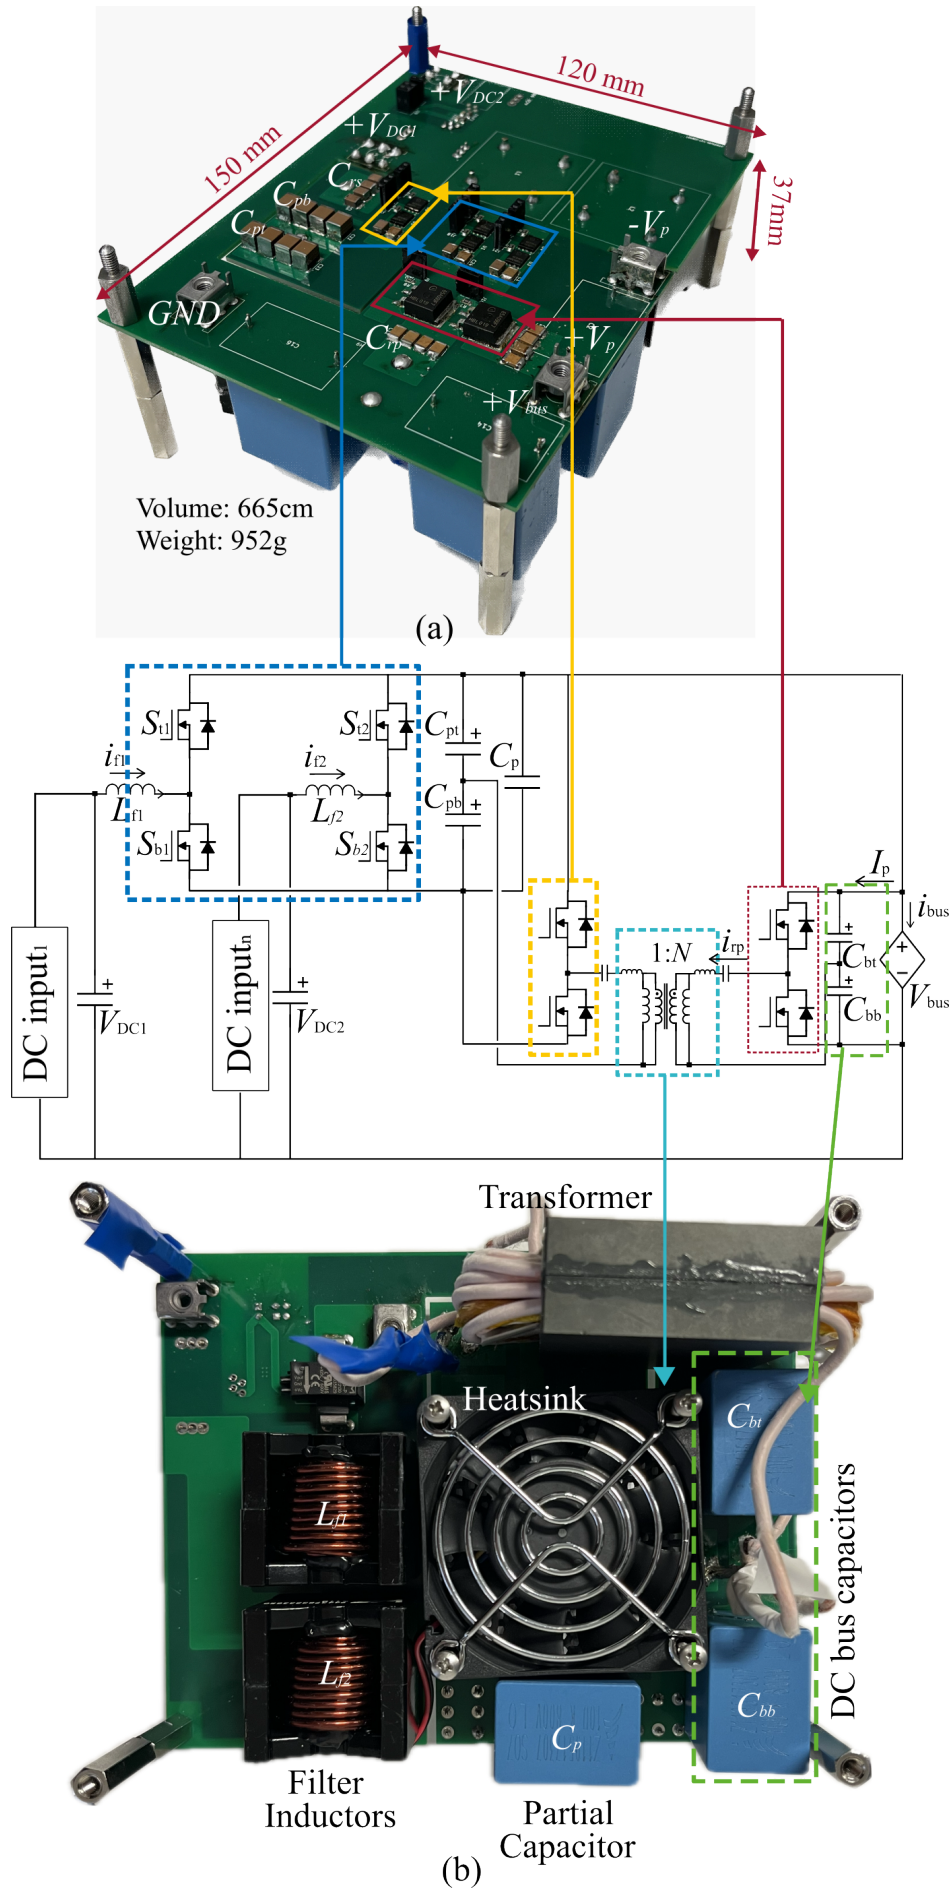 120 mm
+V_DC2
150 mm
+V_DC1
37mm
C_rs
C_pb
C_pt
-V_p
GND
C_rp
+V_p
+V_bus
C16
C14
Volume: 665cm
Weight: 952g
(a)
S_t1
S_t2
C_pt
+
i_f1
i_f2
C_p
L_f1
L_f2
C_pb
+
S_b1
S_b2
I_p
i_bus
1:N
i_rp
+
C_bt
+
−
DC input_1
+
V_DC1
DC input_n
+
V_DC2
+
C_bb
V_bus
Transformer
Heatsink
C_bt
L_f1
DC bus capacitors
L_f2
C_bb
C_p
Filter
Inductors
Partial
Capacitor
(b)